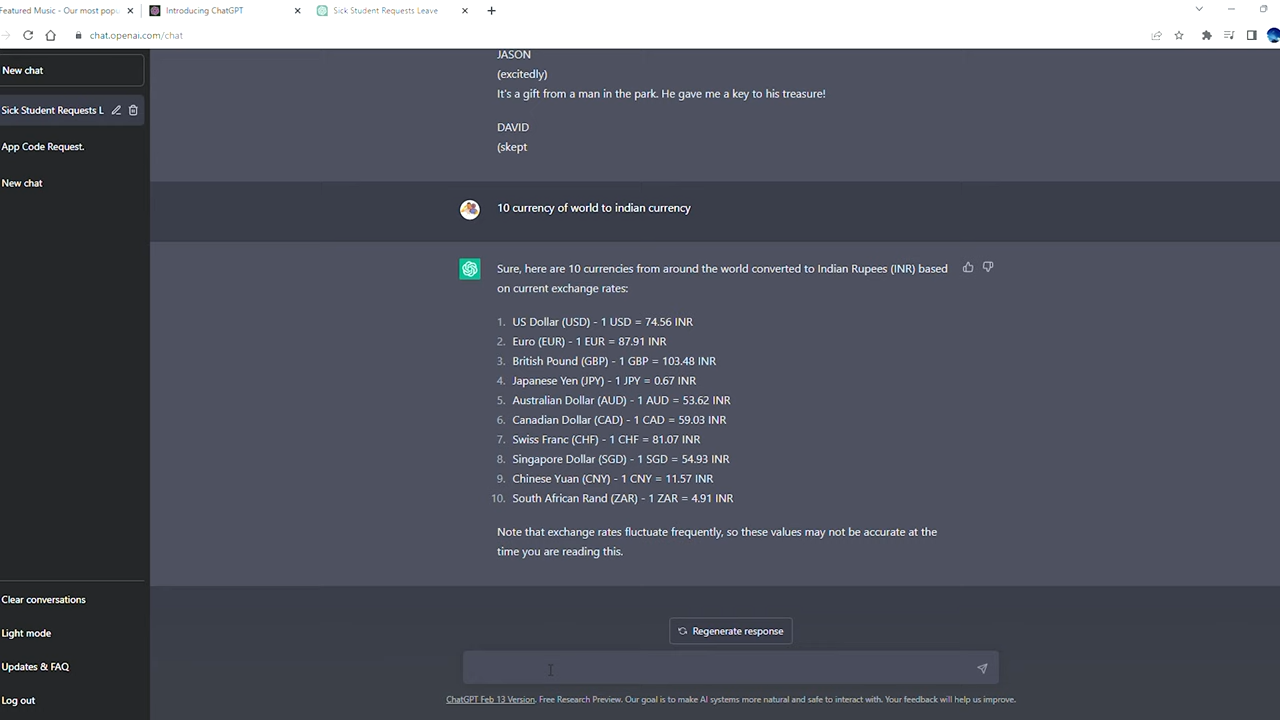 Featured Music - Our most popu
Introducing ChatGPT
Sick Student Requests Leave
chat.openai.com/chat
New chat
Sick Student Requests L
App Code Request.
New chat
JASON
(excitedly)
It's a gift from a man in the park. He gave me a key to his treasure!
DAVID
(skept
10 currency of world to indian currency
Sure, here are 10 currencies from around the world converted to Indian Rupees (INR) based
on current exchange rates:
1. US Dollar (USD) - 1 USD = 74.56 INR
2. Euro (EUR) - 1 EUR = 87.91 INR
3. British Pound (GBP) - 1 GBP = 103.48 INR
4. Japanese Yen (JPY) - 1 JPY = 0.67 INR
5. Australian Dollar (AUD) - 1 AUD = 53.62 INR
6. Canadian Dollar (CAD) - 1 CAD = 59.03 INR
7. Swiss Franc (CHF) - 1 CHF = 81.07 INR
8. Singapore Dollar (SGD) - 1 SGD = 54.93 INR
9. Chinese Yuan (CNY) - 1 CNY = 11.57 INR
10. South African Rand (ZAR) - 1 ZAR = 4.91 INR
Note that exchange rates fluctuate frequently, so these values may not be accurate at the
time you are reading this.
Clear conversations
Light mode
Updates & FAQ
Log out
Regenerate response
ChatGPT Feb 13 Version. Free Research Preview. Our goal is to make AI systems more natural and safe to interact with. Your feedback will help us improve.